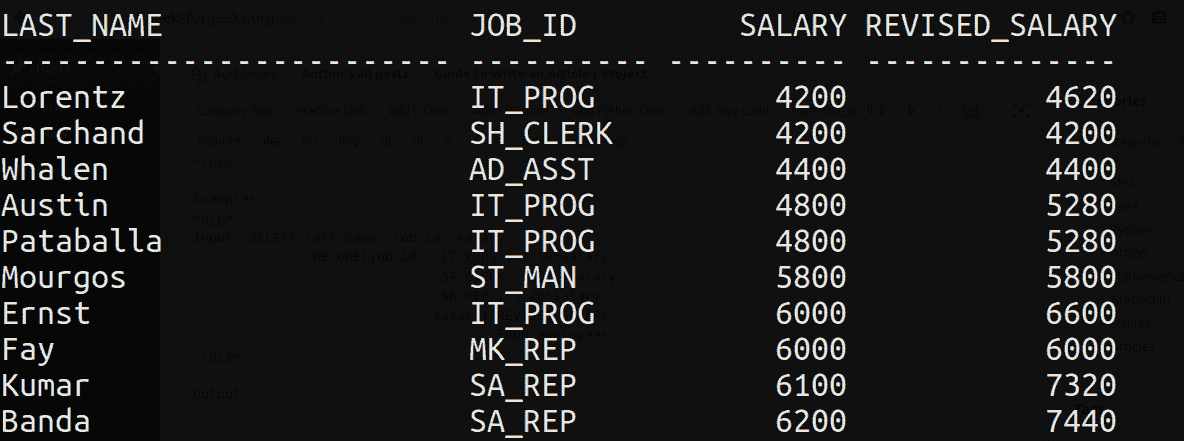 LAST_NAME JOB_ID SALARY REVISED_SALARY
------------------------- ---------- ---------- --------------
Lorentz IT_PROG 4200 4620
Sarchand SH_CLERK 4200 4200
Whalen AD_ASST 4400 4400
Austin IT_PROG 4800 5280
Pataballa IT_PROG 4800 5280
Mourgos ST_MAN 5800 5800
Ernst IT_PROG 6000 6600
Fay MK_REP 6000 6000
Kumar SA_REP 6100 7320
Banda SA_REP 6200 7440